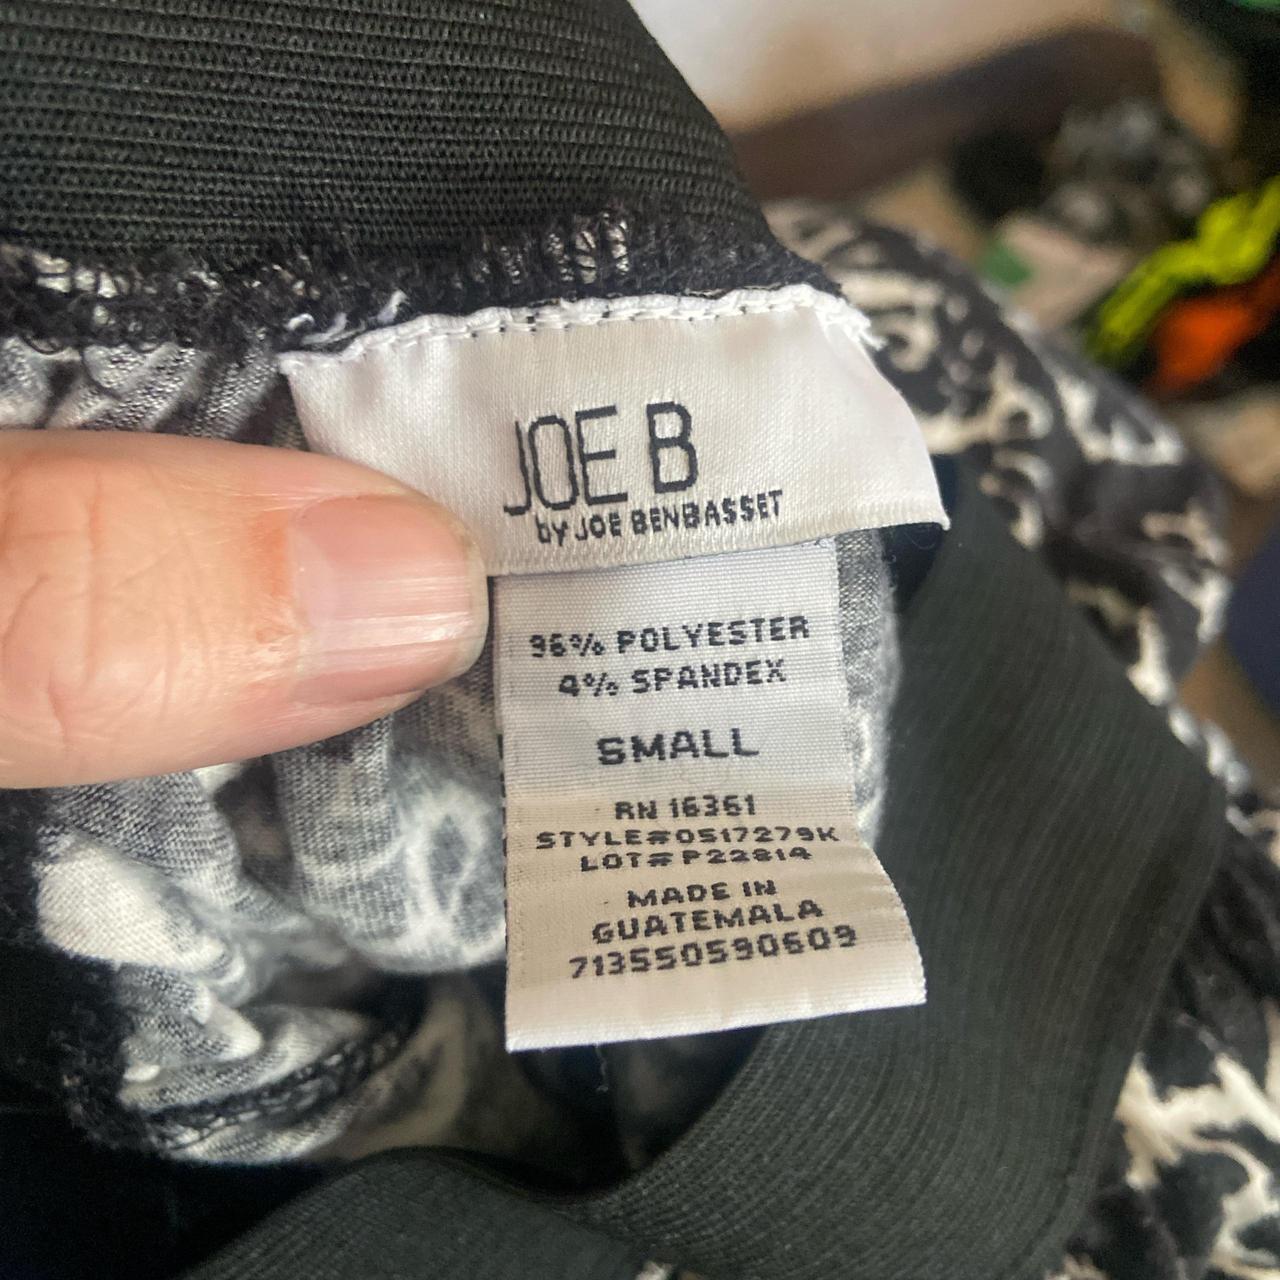 JOE B
by JOE BENBASSET
96% POLYESTER
4% SPANDEX
SMALL
RN 16361
STYLE#0517279K
LOT# P22814
MADE IN
GUATEMALA
713550590609